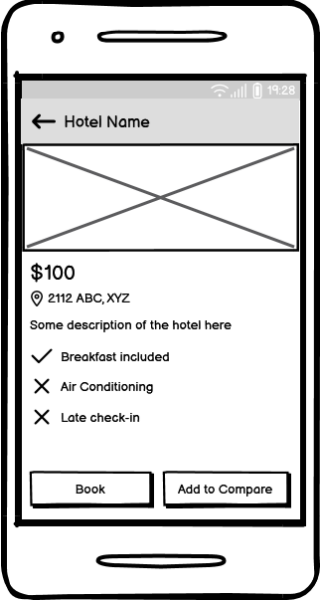 19:28
Hotel Name
$100
2112 ABC, XYZ
Some description of the hotel here
Breakfast included
Air Conditioning
Late check-in
Book
Add to Compare